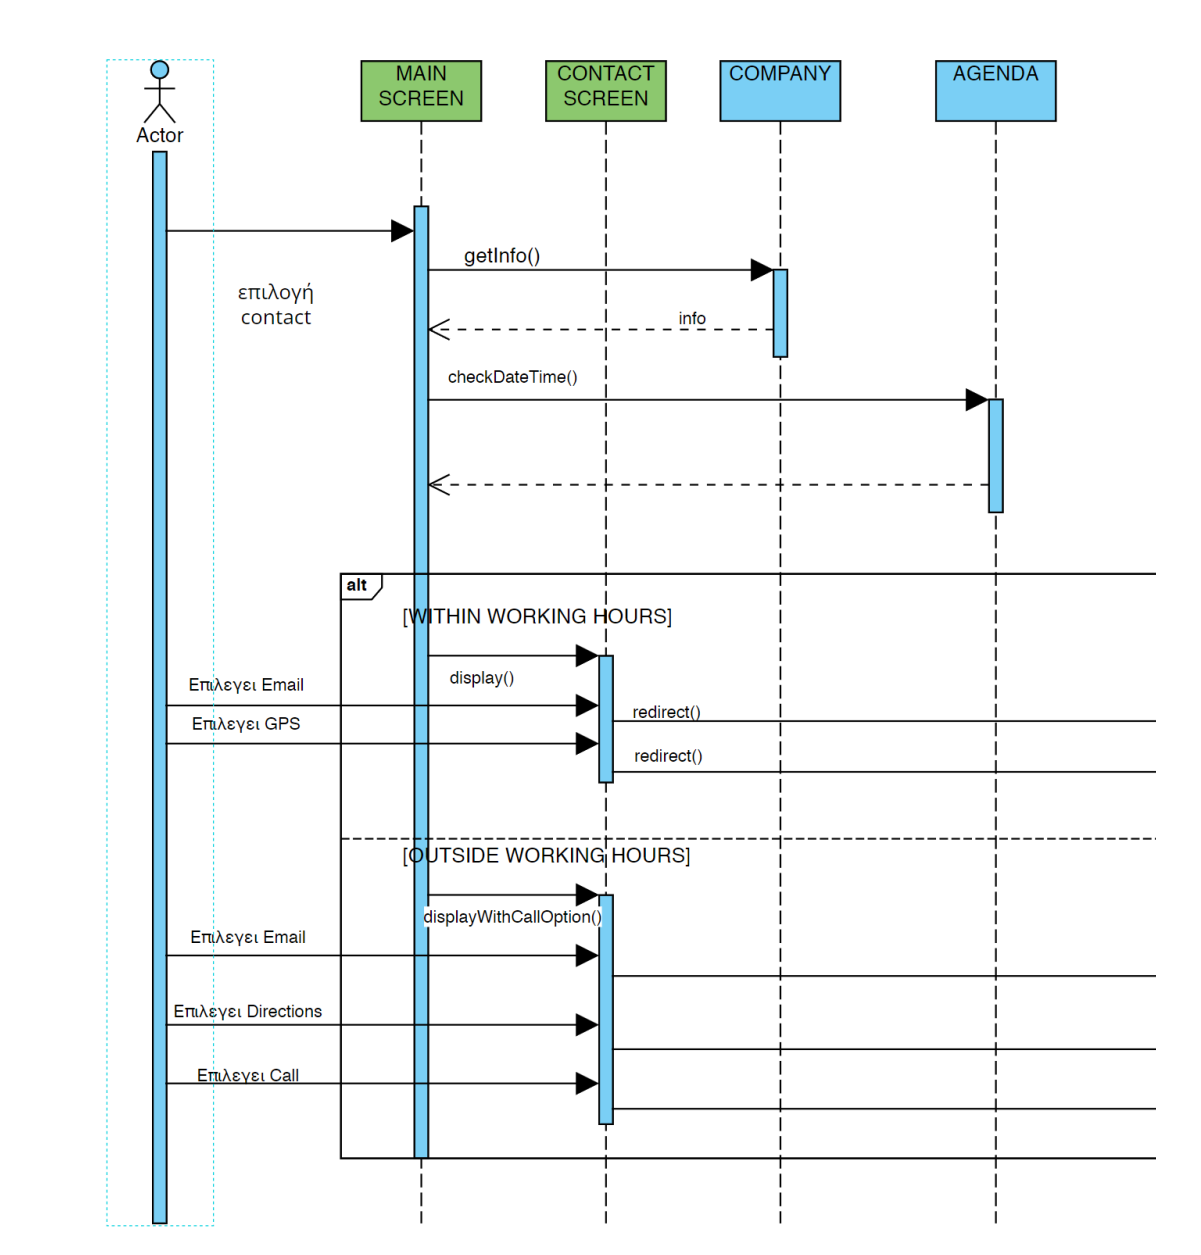 MAIN
SCREEN
CONTACT
SCREEN
COMPANY
AGENDA
Actor
getInfo()
επιλογή
contact
info
checkDateTime()
alt
[WITHIN WORKING HOURS]
display()
Επιλεγει Email
redirect()
Επιλεγει GPS
redirect()
[OUTSIDE WORKING HOURS]
displayWithCallOption()
Επιλεγει Email
Επιλεγει Directions
Επιλεγει Call